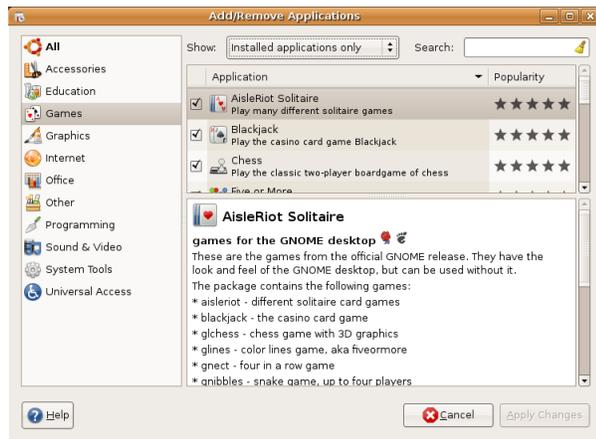 Add/Remove Applications
All
Accessories
Education
Games
Graphics
Internet
Office
Other
Programming
Sound & Video
System Tools
Universal Access
Show: Installed applications only Search:
Application Popularity
AisleRiot Solitaire
Play many different solitaire games
Blackjack
Play the casino card game Blackjack
Chess
Play the classic two-player boardgame of chess
Five or More
AisleRiot Solitaire
games for the GNOME desktop
These are the games from the official GNOME release. They have the
look and feel of the GNOME desktop, but can be used without it.
The package contains the following games:
* aisleriot - different solitaire card games
* blackjack - the casino card game
* glchess - chess game with 3D graphics
* glines - color lines game, aka fiveormore
* gnect - four in a row game
* gnibbles - snake game, up to four players
Help Cancel Apply Changes